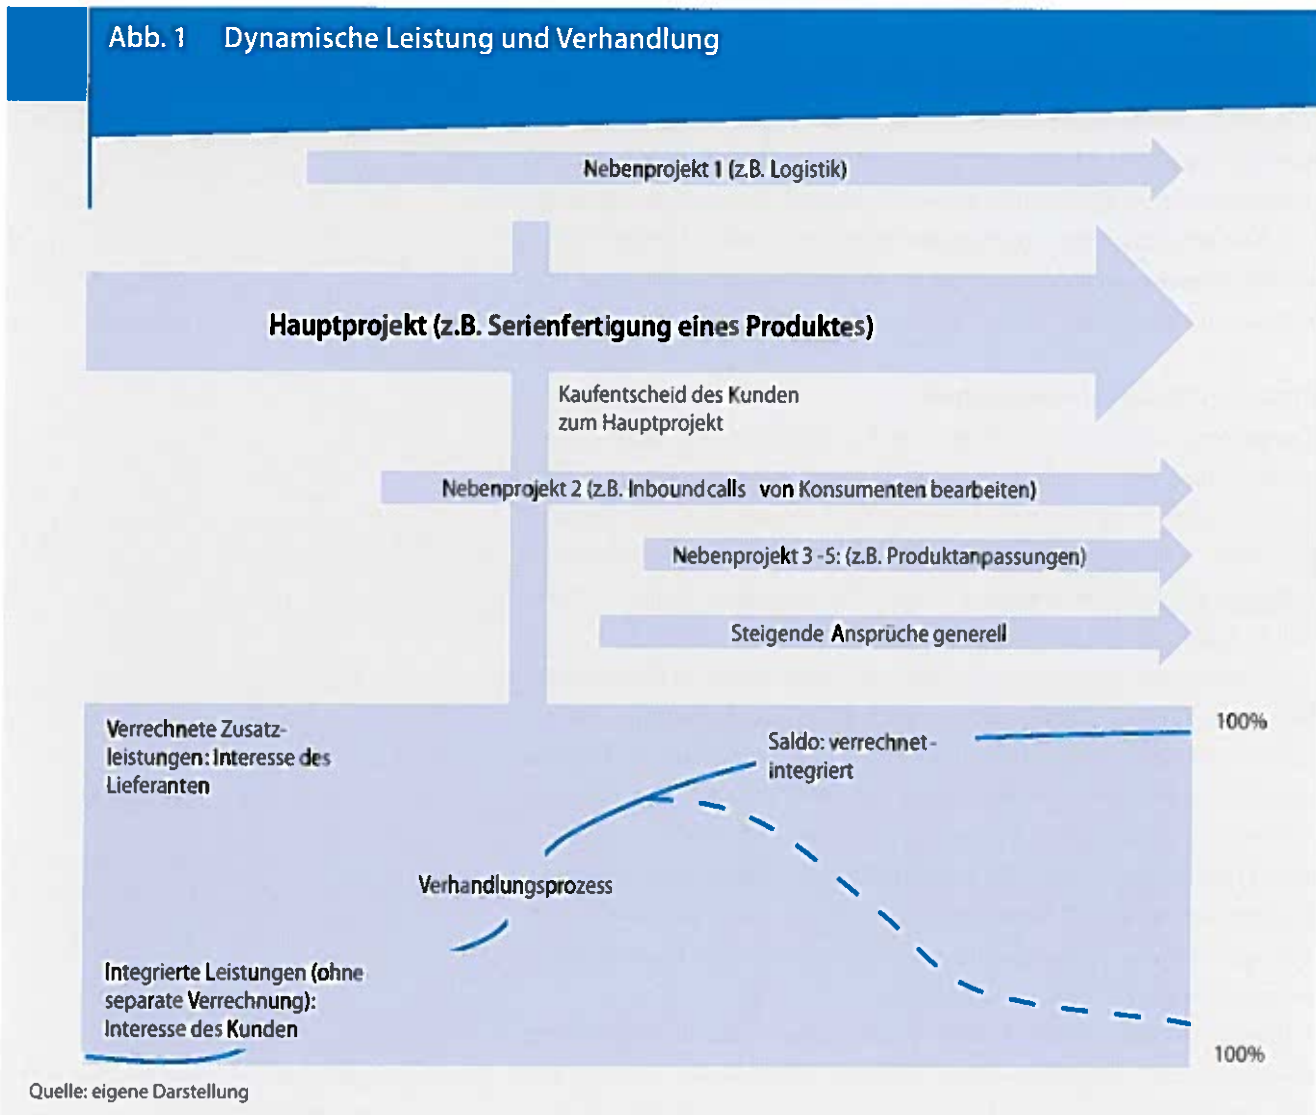 Abb. 1 Dynamische Leistung und Verhandlung
Nebenprojekt 1 (z.B. Logistik)
Hauptprojekt (z.B. Serienfertigung eines Produktes)
Kaufentscheid des Kunden
zum Hauptprojekt
Nebenprojekt 2 (z.B. Inboundcalls von Konsumenten bearbeiten)
Nebenprojekt 3 -5: (z.B. Produktanpassungen)
Steigende Ansprüche generell
Verrechnete Zusatz-
leistungen: Interesse des
Lieferanten
100%
Saldo: verrechnet-
integriert
Verhandlungsprozess
Integrierte Leistungen (ohne
separate Verrechnung):
Interesse des Kunden
100%
Quelle: eigene Darstellung